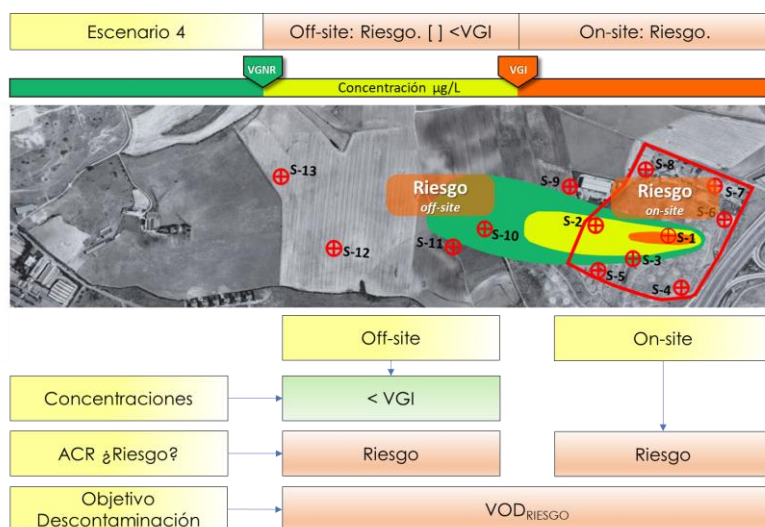 Escenario 4
Off-site: Riesgo. [ ] <VGI
On-site: Riesgo.
VGNR
VGI
Concentración µg/L
S-13
S-9
S-8
S-7
Riesgo
off-site
Riesgo
on-site
S-6
S-2
S-1
S-10
S-11
S-12
S-3
S-5
S-4
Off-site
On-site
Concentraciones
< VGI
ACR ¿Riesgo?
Riesgo
Riesgo
Objetivo
Descontaminación
VODRIESGO